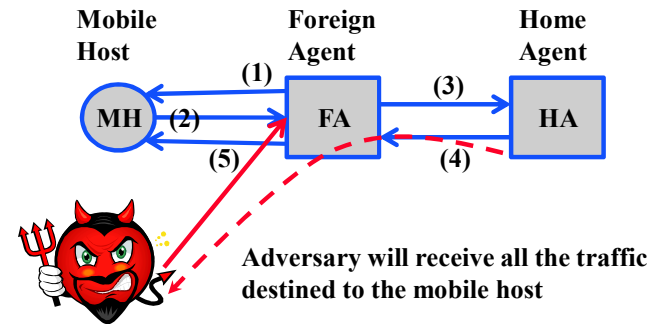 Mobile
Host
Foreign
Agent
Home
Agent
(1)
(2)
(3)
(4)
(5)
MH
FA
HA
Adversary will receive all the traffic
destined to the mobile host